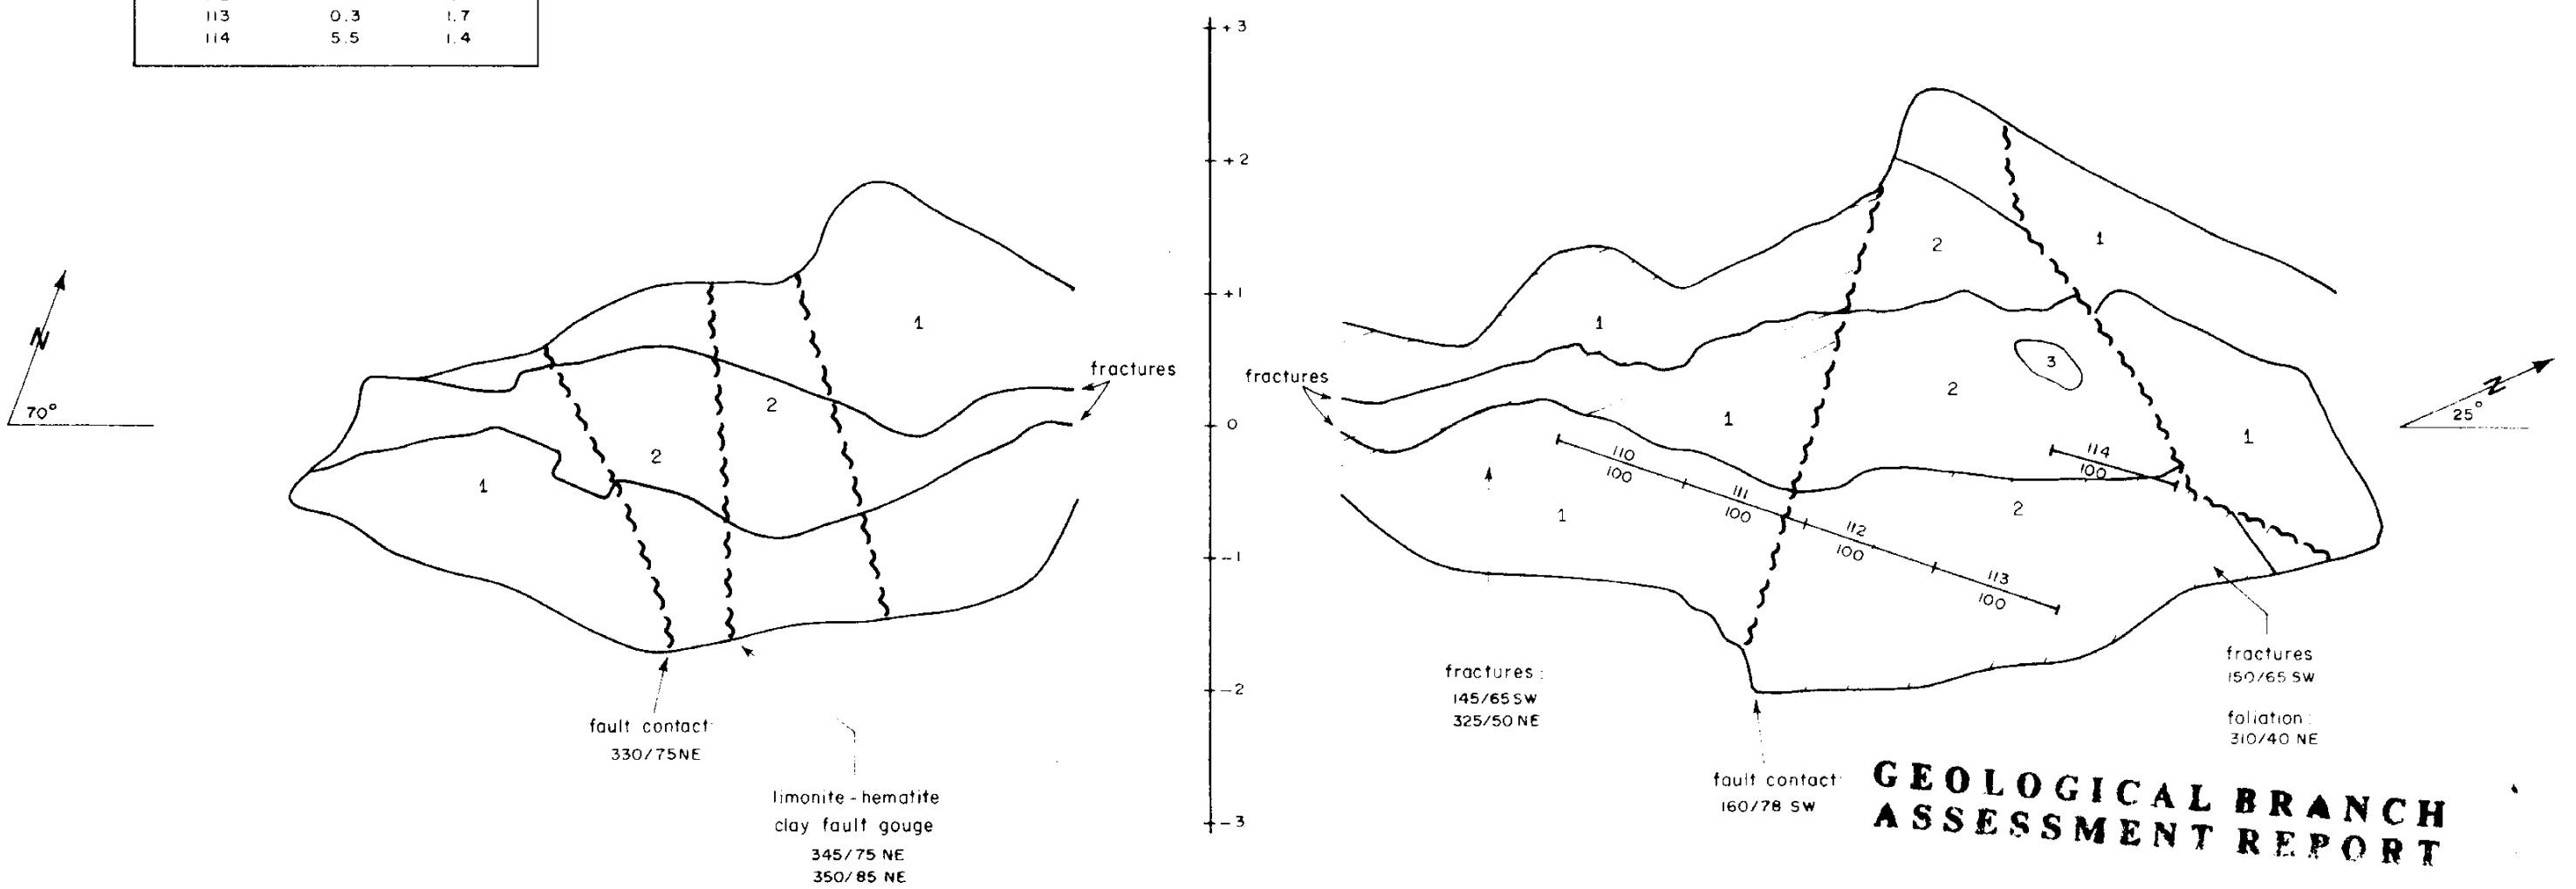 113 0.3 1.7
114 5.5 1.4
+3
+2
+1
0
-1
-2
-3
N
70°
1
2
2
1
fractures
fault contact:
330/75NE
limonite-hematite
clay fault gouge
345/75 NE
350/85 NE
fractures
1
2
1
3
2
1
1
1
2
110
100
111
100
112
100
113
100
114
100
N
25°
fractures:
145/65 SW
325/50 NE
fault contact:
160/78 SW
fractures
150/65 SW
foliation:
310/40 NE
GEOLOGICAL BRANCH
ASSESSMENT REPORT